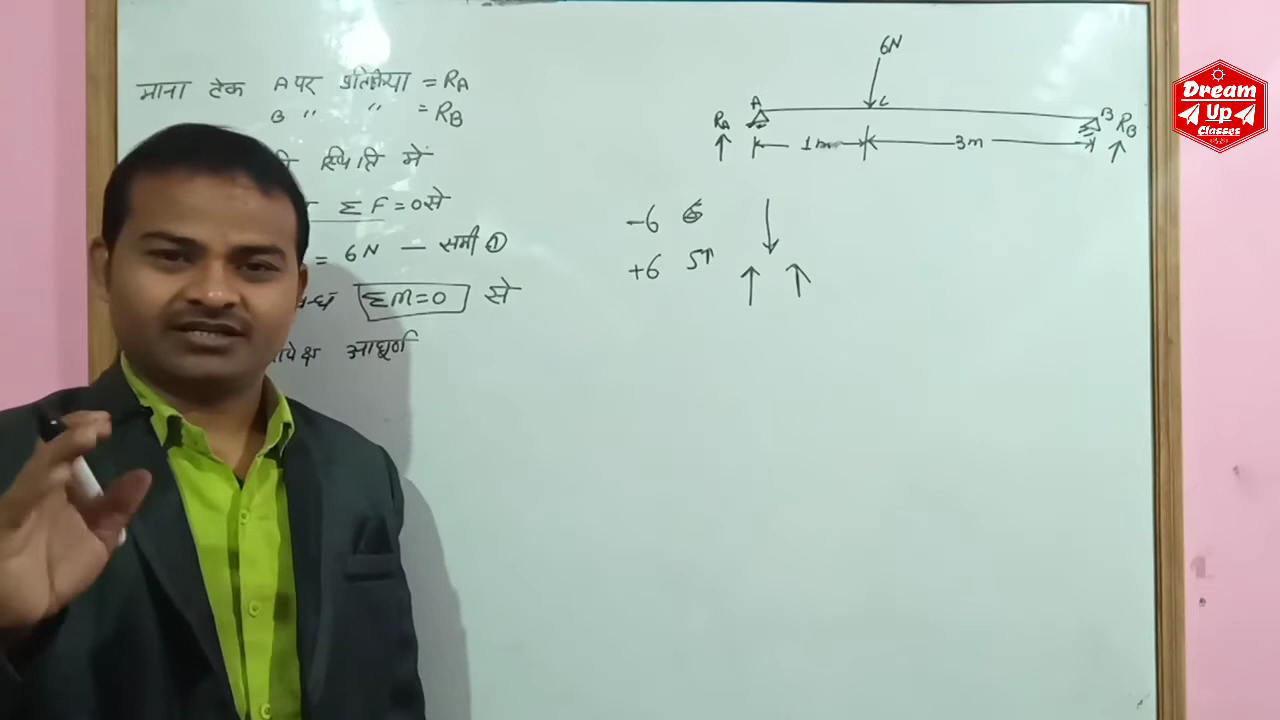 माना टेक A पर प्रतिक्रिया = RA
B " " = RB
स्थिति में
Σ F = 0 से
= 6N — समी ①
ΣM=0 से
आघूर्ण
6N
A
C
B
RA
RB
1m
3m
-6
+6
Dream
Up
Classes